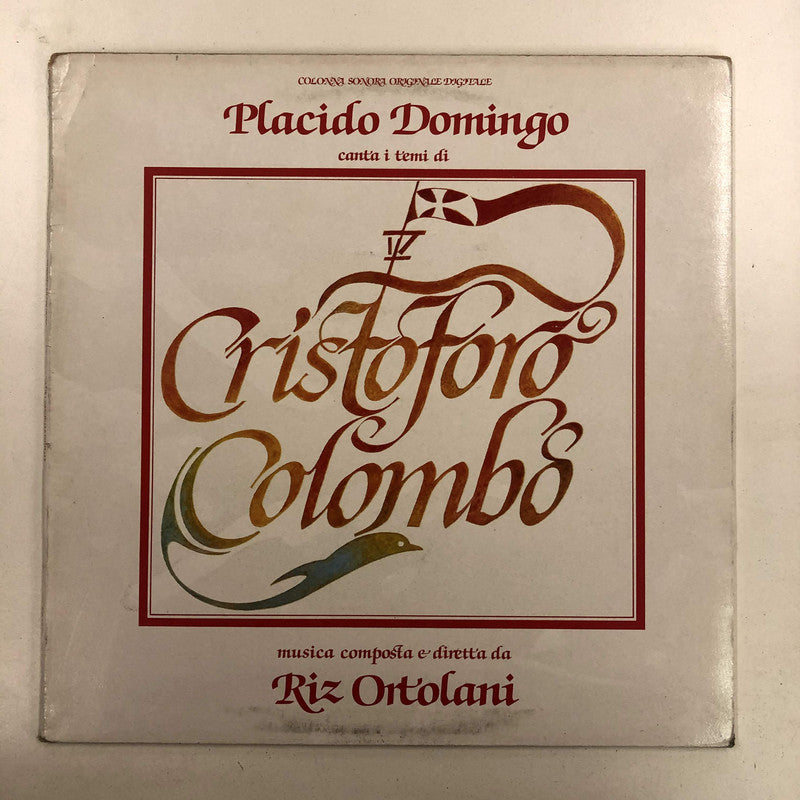 COLONNA SONORA ORIGINALE DIGITALE
Placido Domingo
canta i temi di
Cristoforo
Colombo
musica composta e diretta da
Riz Ortolani